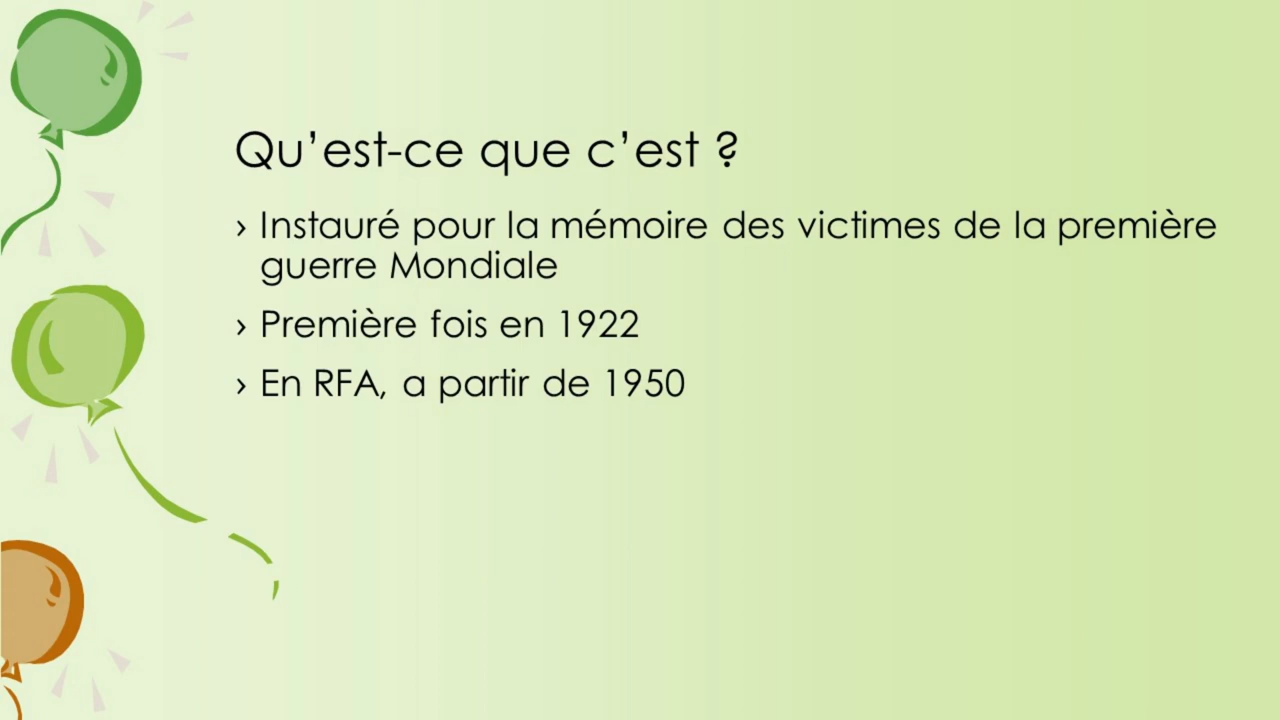 Qu’est-ce que c’est ?
› Instauré pour la mémoire des victimes de la première
guerre Mondiale
› Première fois en 1922
› En RFA, a partir de 1950